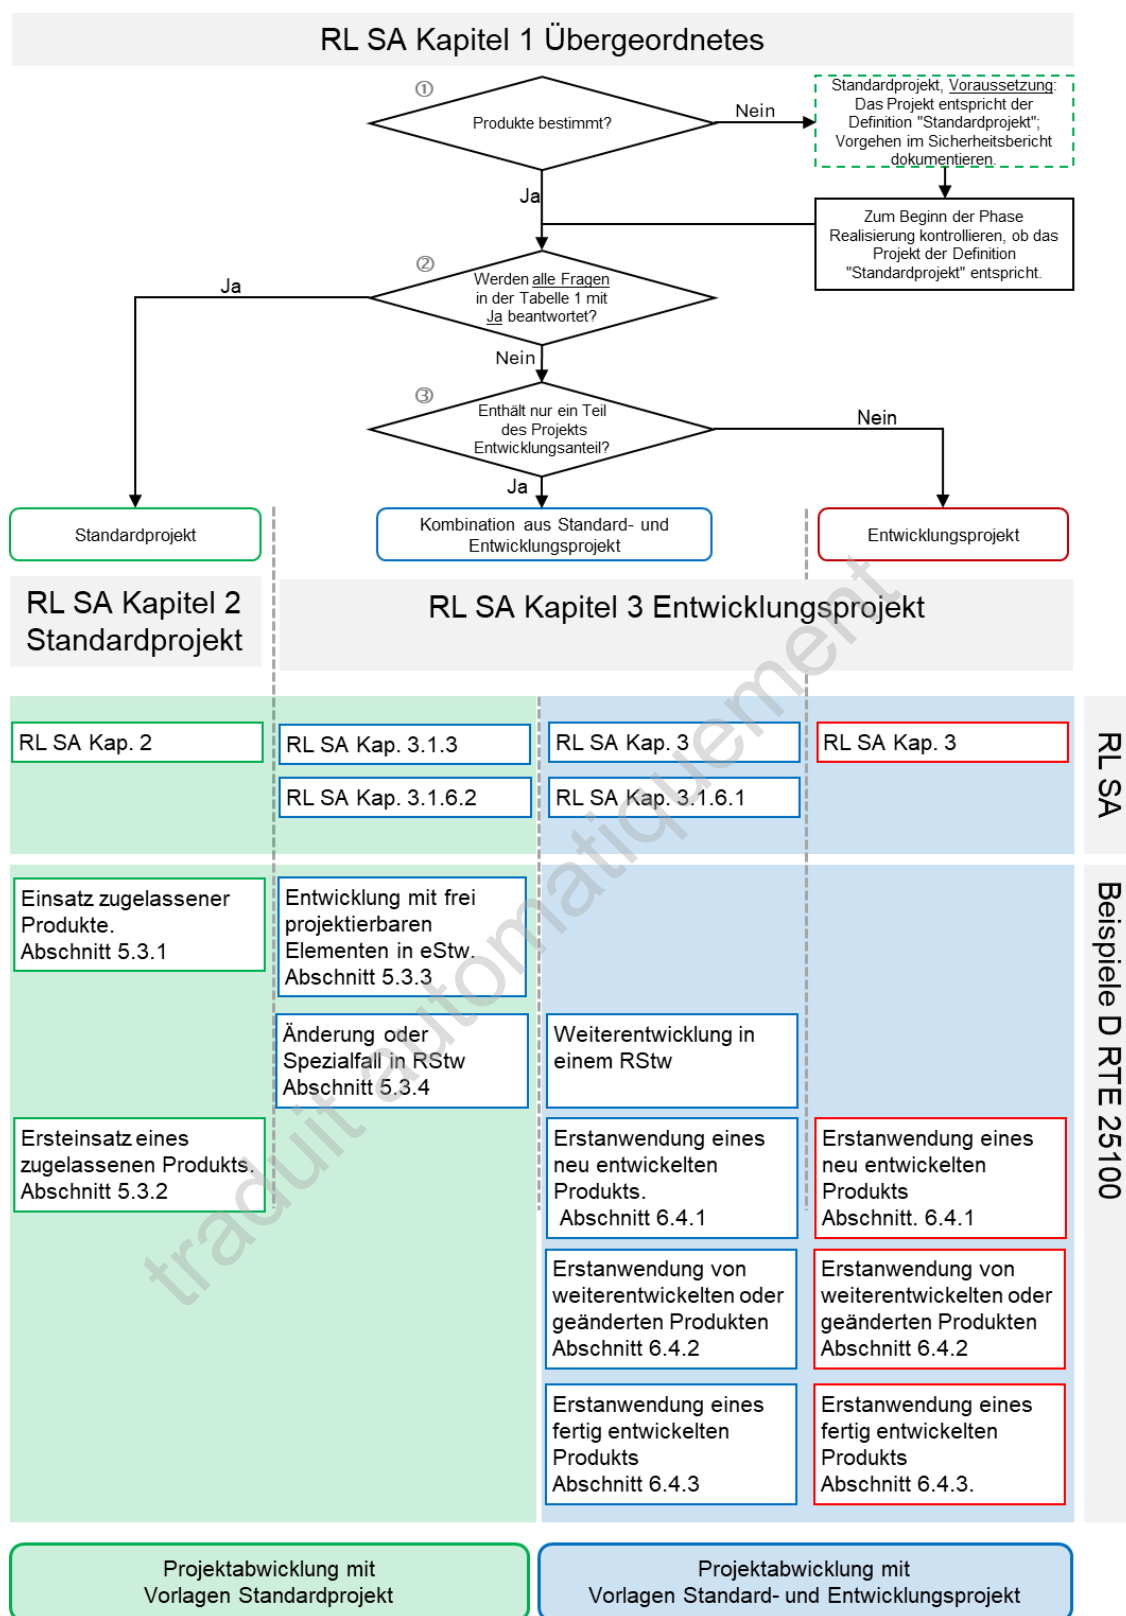 RL SA Kapitel 1 Übergeordnetes
①
Produkte bestimmt?
Nein
Standardprojekt, Voraussetzung:
Das Projekt entspricht der
Definition "Standardprojekt";
Vorgehen im Sicherheitsbericht
dokumentieren.
Ja
Zum Beginn der Phase
Realisierung kontrollieren, ob das
Projekt der Definition
"Standardprojekt" entspricht.
②
Werden alle Fragen
in der Tabelle 1 mit
Ja beantwortet?
Ja
Nein
③
Enthält nur ein Teil
des Projekts
Entwicklungsanteil?
Nein
Ja
Standardprojekt
Kombination aus Standard- und
Entwicklungsprojekt
Entwicklungsprojekt
RL SA Kapitel 2
Standardprojekt
RL SA Kapitel 3 Entwicklungsprojekt
RL SA Kap. 2
RL SA Kap. 3.1.3
RL SA Kap. 3
RL SA Kap. 3
RL SA Kap. 3.1.6.2
RL SA Kap. 3.1.6.1
RL SA
Einsatz zugelassener
Produkte.
Abschnitt 5.3.1
Entwicklung mit frei
projektierbaren
Elementen in eStw.
Abschnitt 5.3.3
Änderung oder
Spezialfall in RStw
Abschnitt 5.3.4
Weiterentwicklung in
einem RStw
Ersteinsatz eines
zugelassenen Produkts.
Abschnitt 5.3.2
Erstanwendung eines
neu entwickelten
Produkts.
Abschnitt 6.4.1
Erstanwendung eines
neu entwickelten
Produkts
Abschnitt. 6.4.1
Erstanwendung von
weiterentwickelten oder
geänderten Produkten
Abschnitt 6.4.2
Erstanwendung von
weiterentwickelten oder
geänderten Produkten
Abschnitt 6.4.2
Erstanwendung eines
fertig entwickelten
Produkts
Abschnitt 6.4.3
Erstanwendung eines
fertig entwickelten
Produkts
Abschnitt 6.4.3.
Beispiele D RTE 25100
Projektabwicklung mit
Vorlagen Standardprojekt
Projektabwicklung mit
Vorlagen Standard- und Entwicklungsprojekt
traduit automatiquement